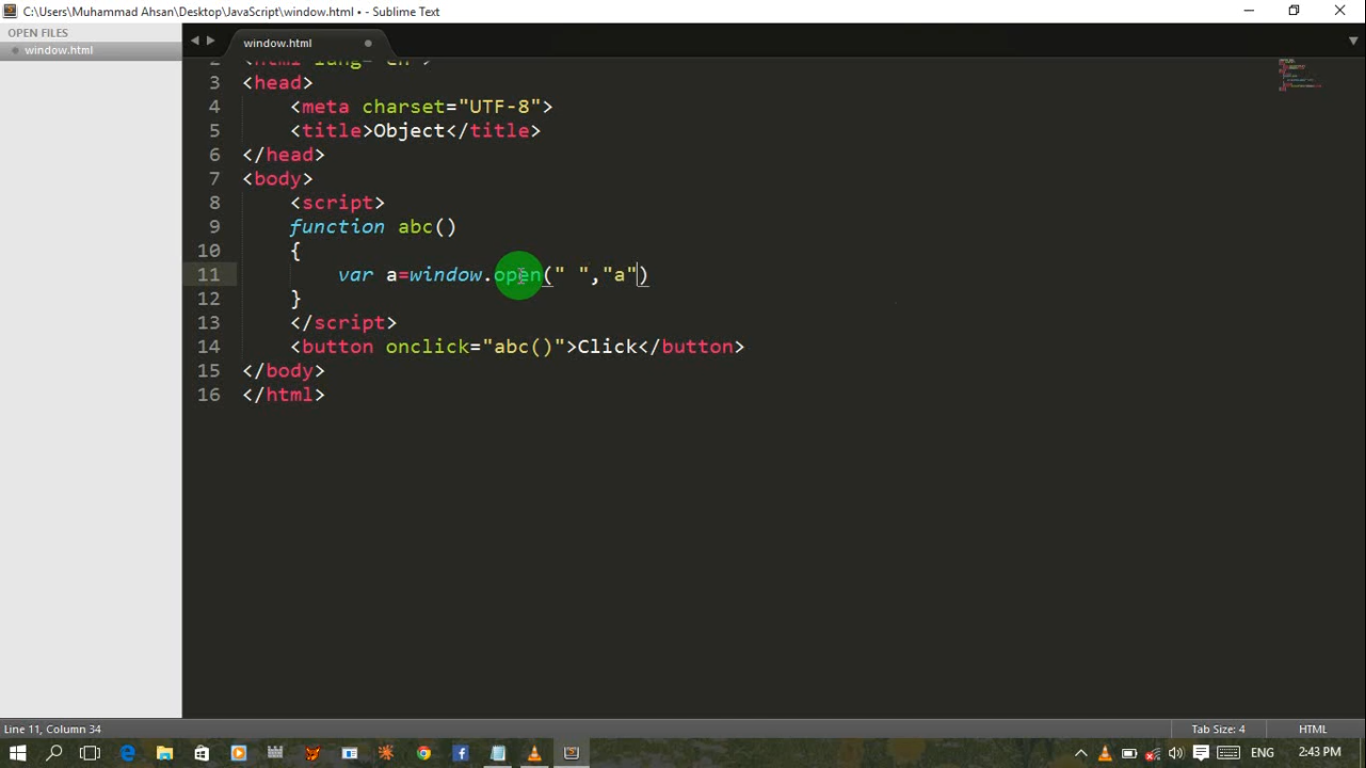 C:\Users\Muhammad Ahsan\Desktop\JavaScript\window.html • - Sublime Text
OPEN FILES
window.html
window.html
2 <html lang="en">
3 <head>
4 <meta charset="UTF-8">
5 <title>Object</title>
6 </head>
7 <body>
8 <script>
9 function abc()
10 {
11 var a=window.open(" ","a")
12 }
13 </script>
14 <button onclick="abc()">Click</button>
15 </body>
16 </html>
Line 11, Column 34
Tab Size: 4
HTML
ENG
2:43 PM